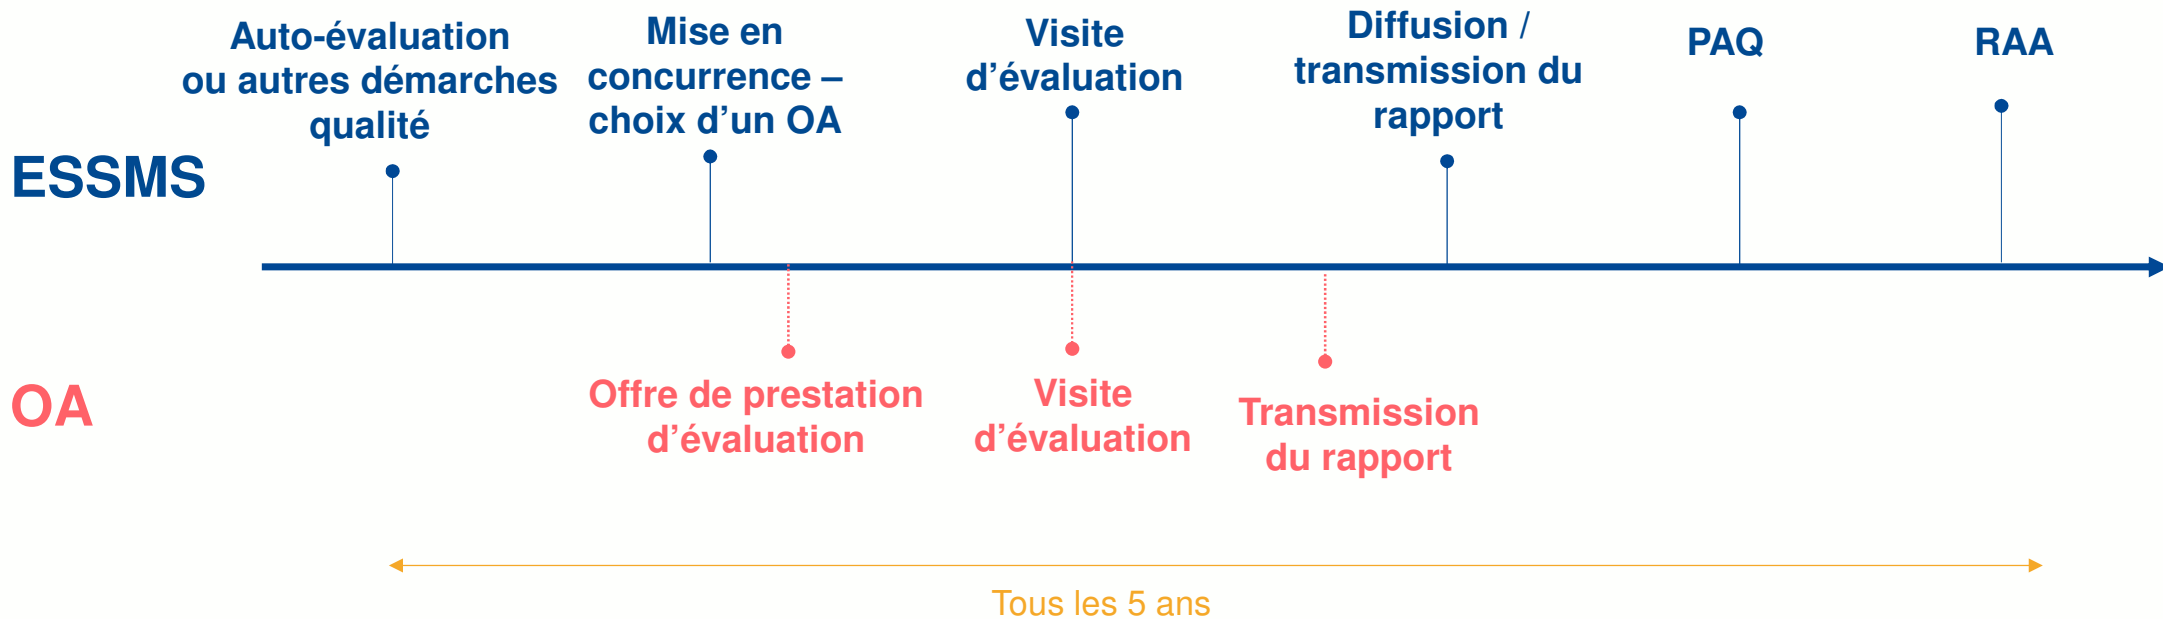 Auto-évaluation
ou autres démarches
qualité
Mise en
concurrence –
choix d’un OA
Visite
d’évaluation
Diffusion /
transmission du
rapport
PAQ
RAA
ESSMS
OA
Offre de prestation
d’évaluation
Visite
d’évaluation
Transmission
du rapport
Tous les 5 ans